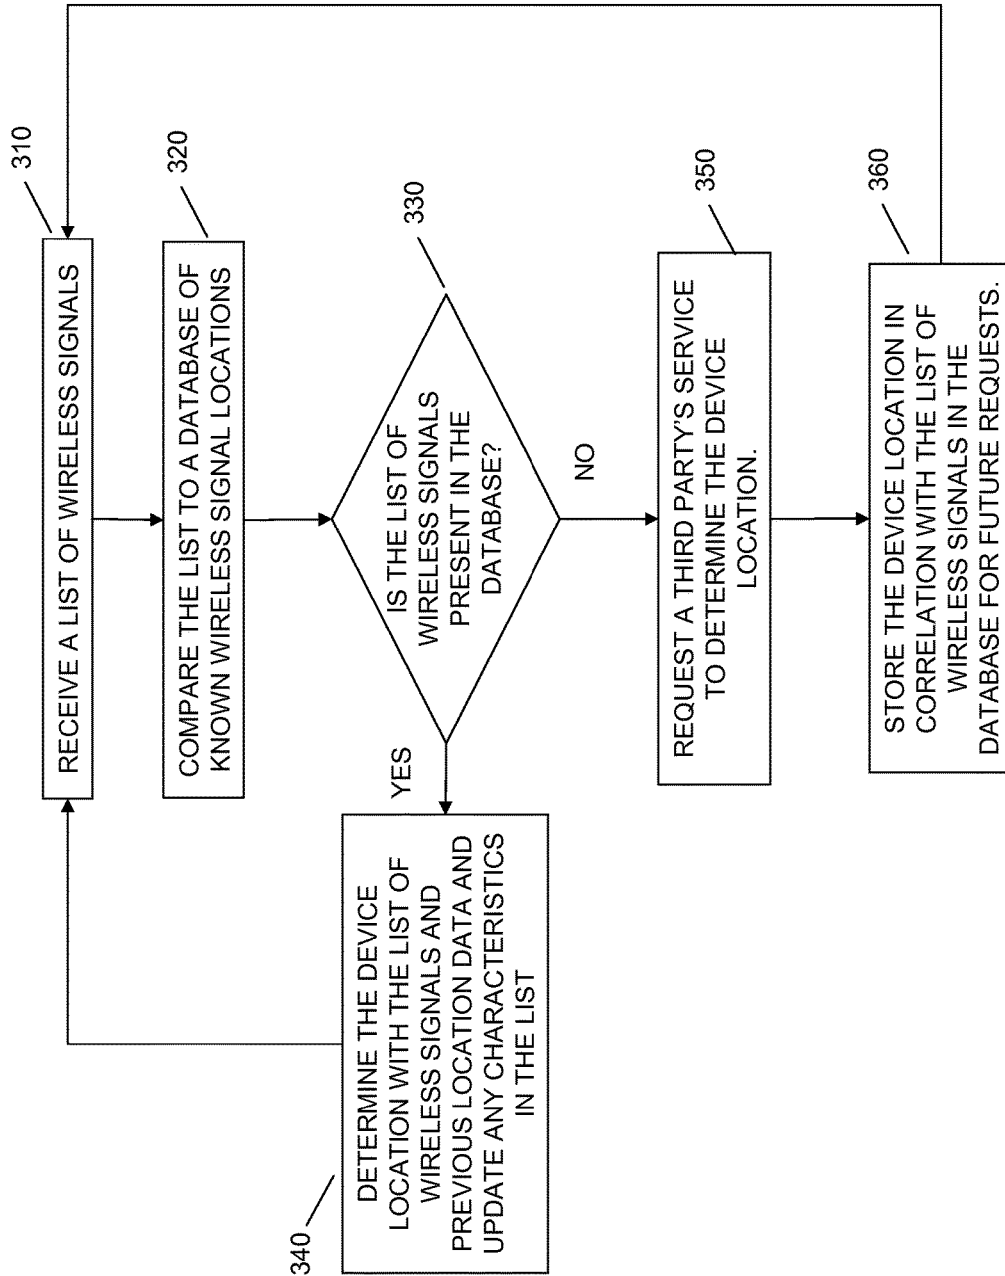 310
RECEIVE A LIST OF WIRELESS SIGNALS
320
COMPARE THE LIST TO A DATABASE OF
KNOWN WIRELESS SIGNAL LOCATIONS
330
IS THE LIST OF
WIRELESS SIGNALS
PRESENT IN THE
DATABASE?
YES
NO
340
DETERMINE THE DEVICE
LOCATION WITH THE LIST OF
WIRELESS SIGNALS AND
PREVIOUS LOCATION DATA AND
UPDATE ANY CHARACTERISTICS
IN THE LIST
350
REQUEST A THIRD PARTY'S SERVICE
TO DETERMINE THE DEVICE
LOCATION.
360
STORE THE DEVICE LOCATION IN
CORRELATION WITH THE LIST OF
WIRELESS SIGNALS IN THE
DATABASE FOR FUTURE REQUESTS.